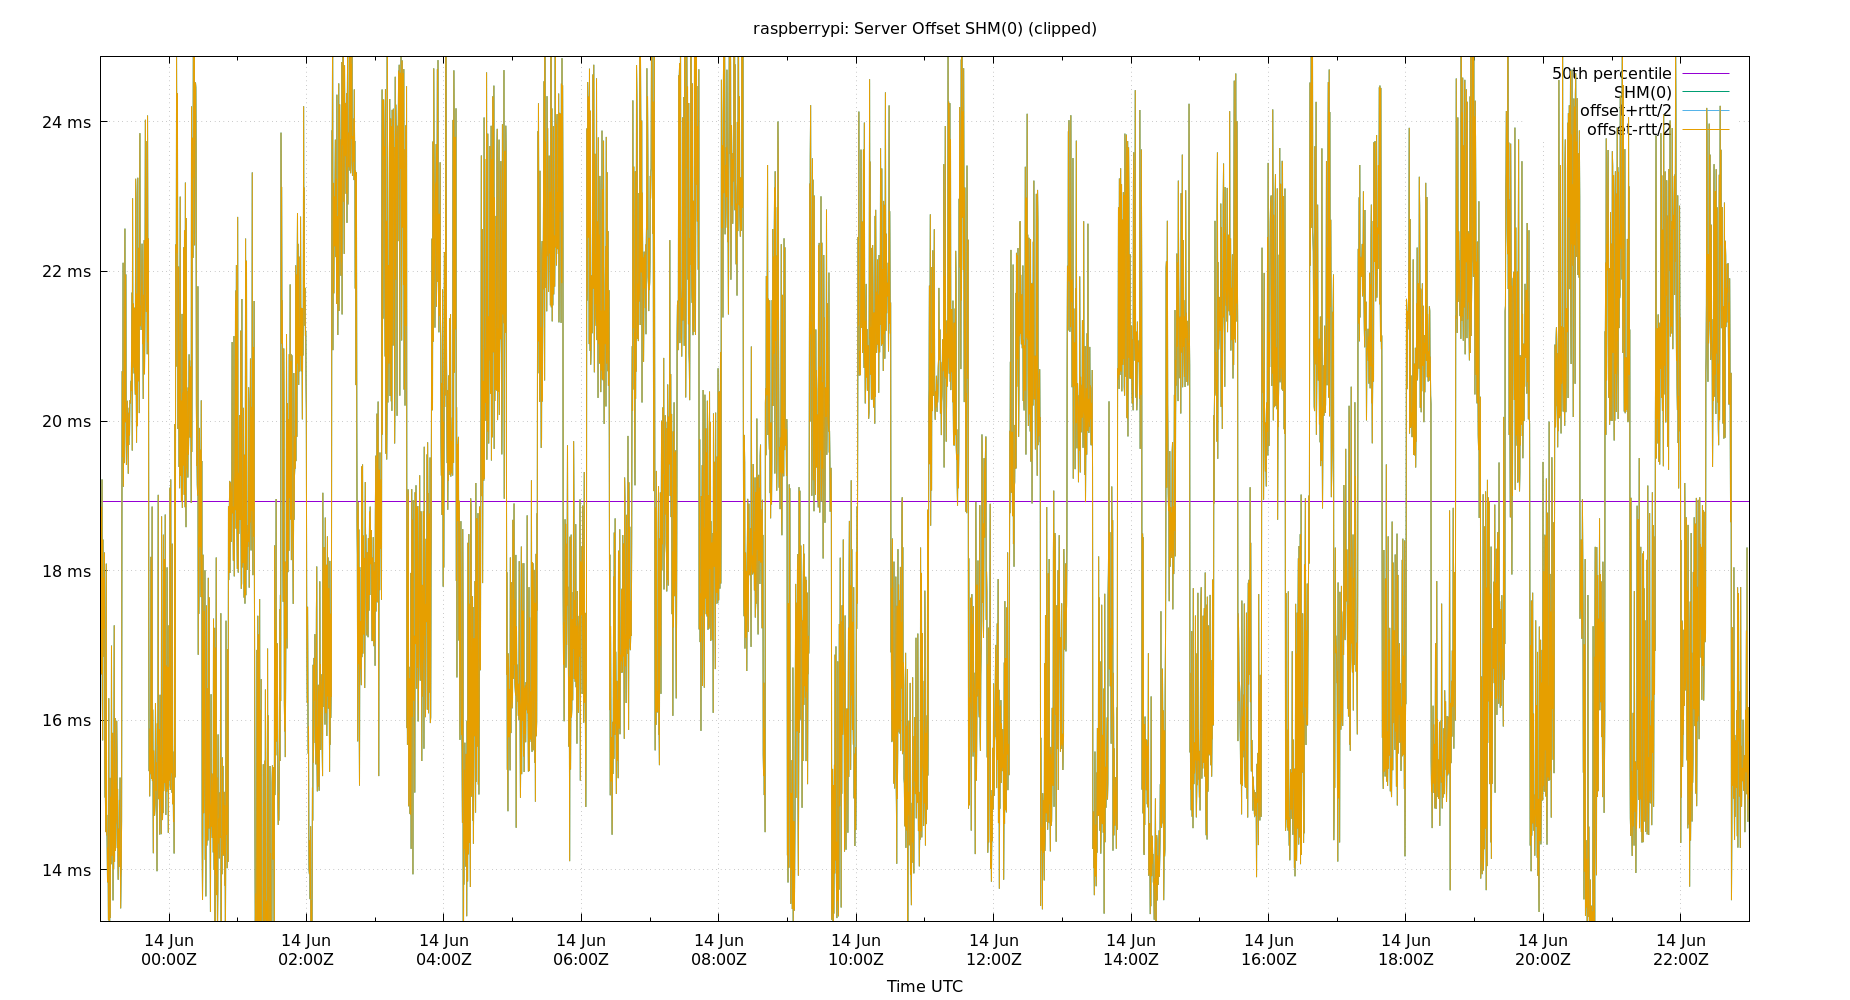 raspberrypi: Server Offset SHM(0) (clipped)
50th percentile
SHM(0)
offset+rtt/2
offset-rtt/2
24 ms
22 ms
20 ms
18 ms
16 ms
14 ms
14 Jun 14 Jun 14 Jun 14 Jun 14 Jun 14 Jun 14 Jun 14 Jun 14 Jun 14 Jun 14 Jun 14 Jun
00:00Z 02:00Z 04:00Z 06:00Z 08:00Z 10:00Z 12:00Z 14:00Z 16:00Z 18:00Z 20:00Z 22:00Z
Time UTC